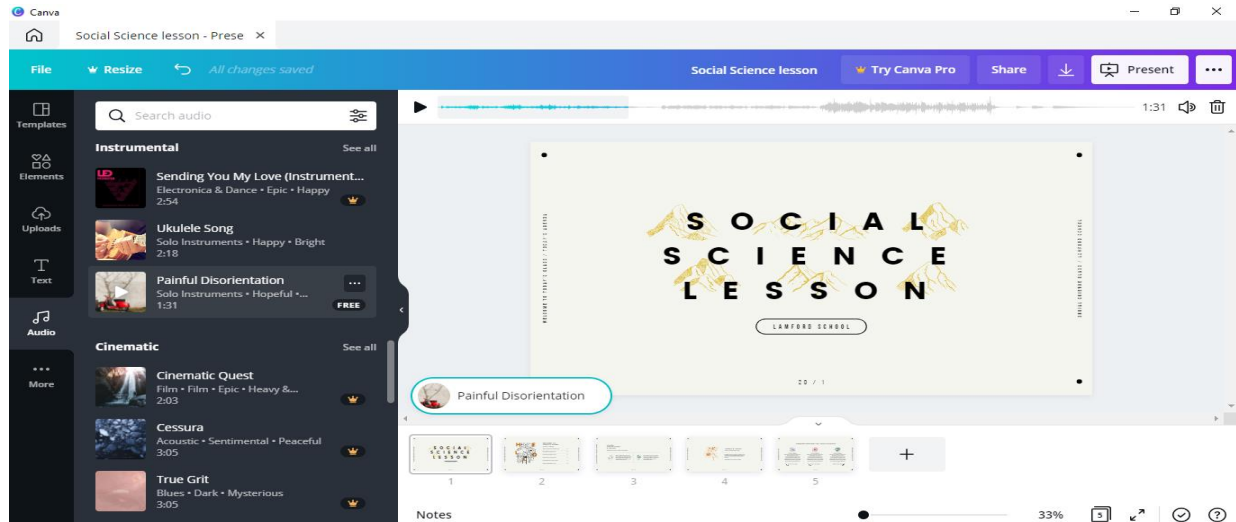 Canva
Social Science lesson - Prese
File
Resize
All changes saved
Social Science lesson
Try Canva Pro
Share
Present
Templates
Elements
Uploads
Text
Audio
More
Search audio
Instrumental
See all
Sending You My Love (Instrument...
Electronica & Dance • Epic • Happy
2:54
Ukulele Song
Solo Instruments • Happy • Bright
2:18
Painful Disorientation
Solo Instruments • Hopeful •...
1:31
FREE
Cinematic
See all
Cinematic Quest
Film • Film • Epic • Heavy &...
2:03
Cessura
Acoustic • Sentimental • Peaceful
3:05
True Grit
Blues • Dark • Mysterious
3:05
1:31
SOCIAL
SCIENCE
LESSON
LAMFORD SCHOOL
20 / 1
Painful Disorientation
SOCIAL
SCIENCE
LESSON
1
2
3
4
5
Notes
33%
5